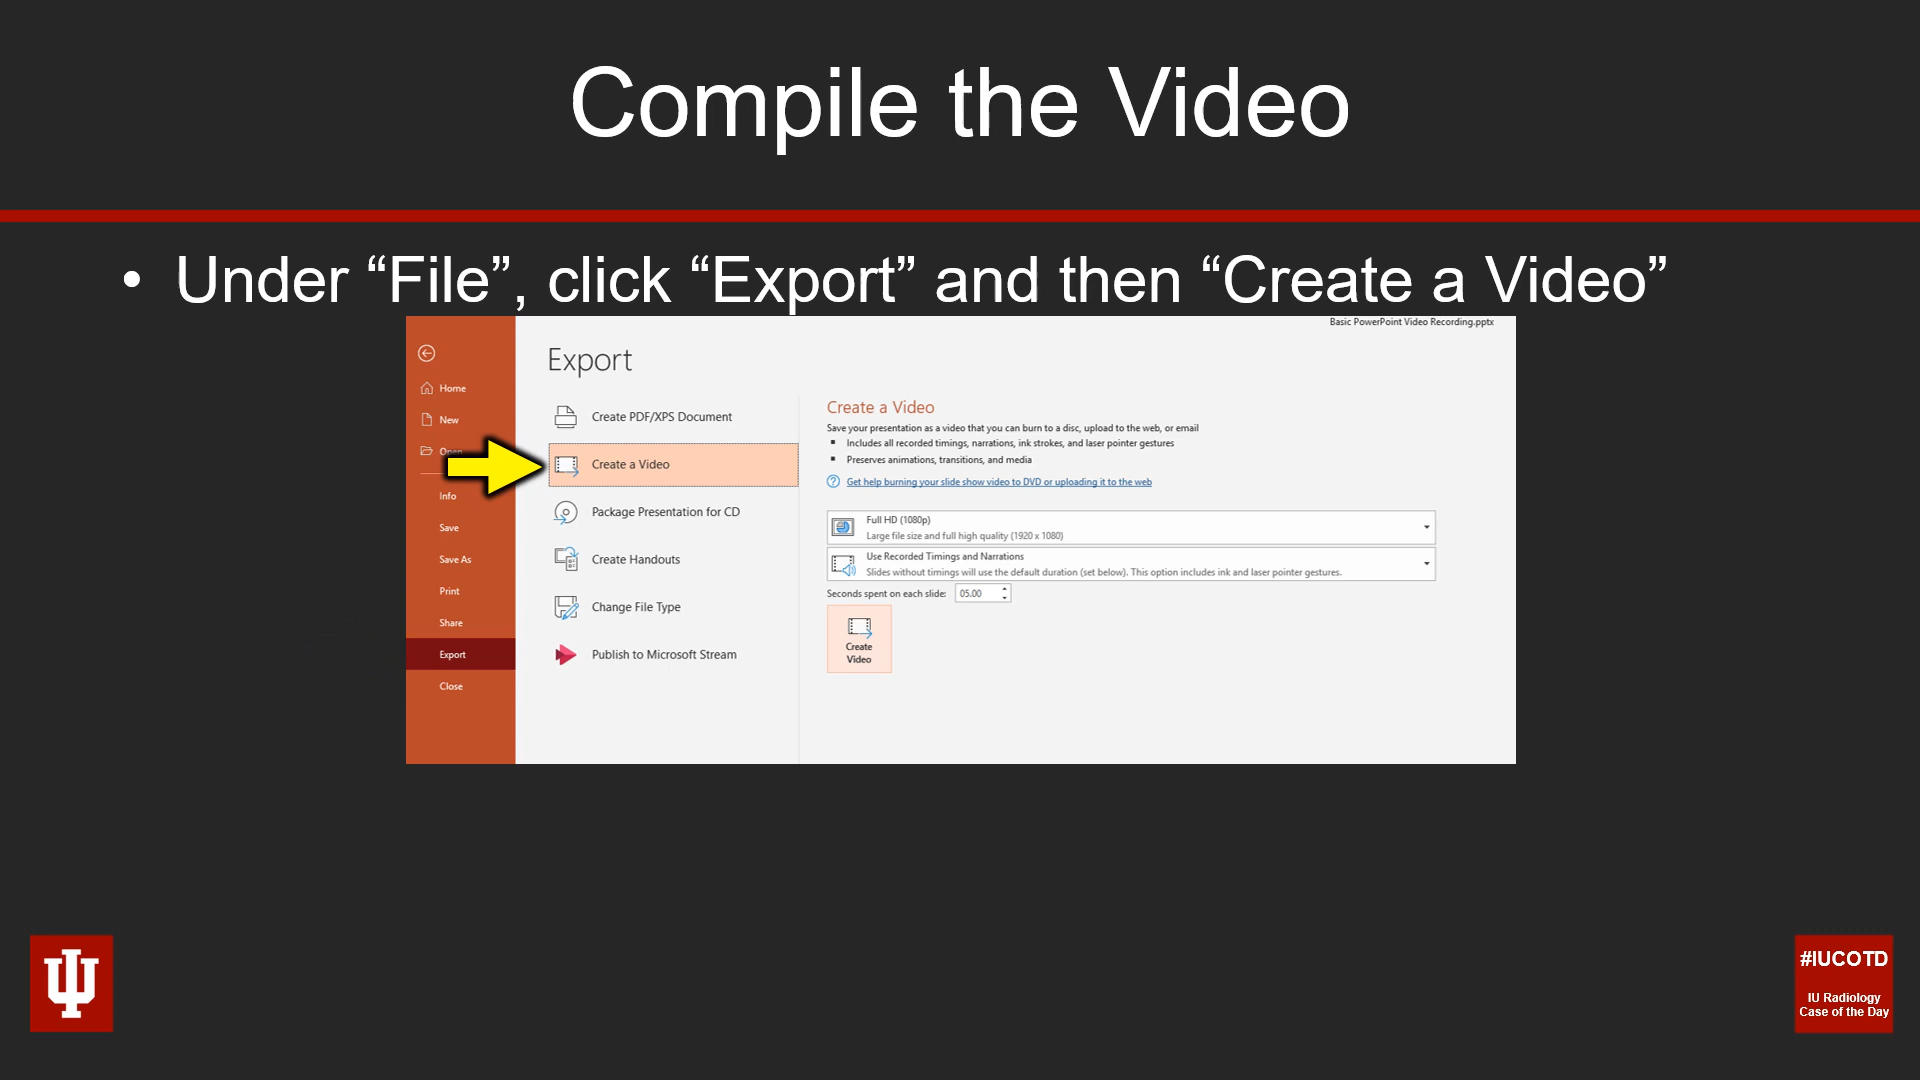 Compile the Video
• Under “File”, click “Export” and then “Create a Video”
Basic PowerPoint Video Recording.pptx
Export
Home
New
Open
Info
Save
Save As
Print
Share
Export
Close
Create PDF/XPS Document
Create a Video
Package Presentation for CD
Create Handouts
Change File Type
Publish to Microsoft Stream
Create a Video
Save your presentation as a video that you can burn to a disc, upload to the web, or email
▪ Includes all recorded timings, narrations, ink strokes, and laser pointer gestures
▪ Preserves animations, transitions, and media
Get help burning your slide show video to DVD or uploading it to the web
Full HD (1080p)
Large file size and full high quality (1920 x 1080)
Use Recorded Timings and Narrations
Slides without timings will use the default duration (set below). This option includes ink and laser pointer gestures.
Seconds spent on each slide: 05.00
Create
Video
#IUCOTD
IU Radiology
Case of the Day